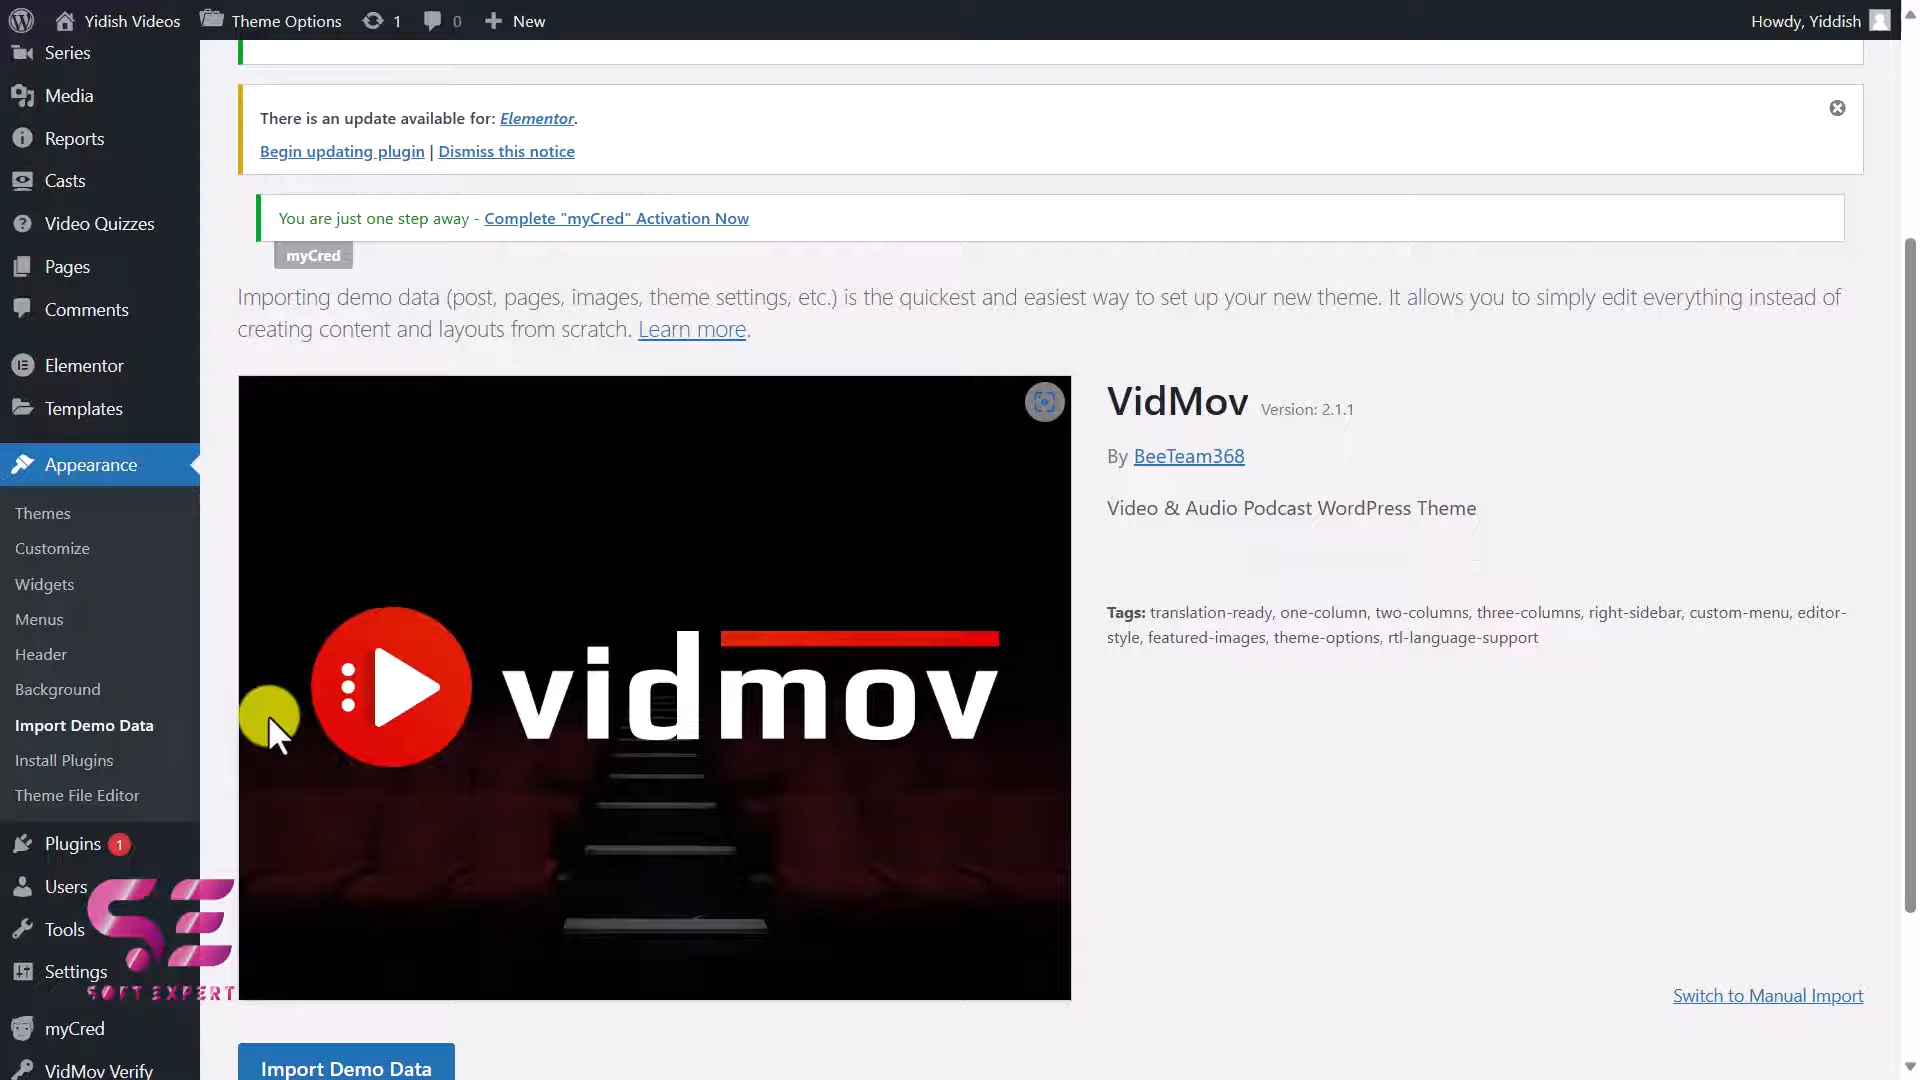 Yidish Videos
Theme Options
1
0
New
Howdy, Yiddish
Series
Media
Reports
Casts
Video Quizzes
Pages
Comments
Elementor
Templates
Appearance
Themes
Customize
Widgets
Menus
Header
Background
Import Demo Data
Install Plugins
Theme File Editor
Plugins 1
Users
Tools
Settings
myCred
VidMov Verify
SE
SOFT EXPERT
There is an update available for: Elementor.
Begin updating plugin | Dismiss this notice
You are just one step away - Complete "myCred" Activation Now
myCred
Importing demo data (post, pages, images, theme settings, etc.) is the quickest and easiest way to set up your new theme. It allows you to simply edit everything instead of
creating content and layouts from scratch. Learn more.
vidmov
VidMov Version: 2.1.1
By BeeTeam368
Video & Audio Podcast WordPress Theme
Tags: translation-ready, one-column, two-columns, three-columns, right-sidebar, custom-menu, editor-
style, featured-images, theme-options, rtl-language-support
Switch to Manual Import
Import Demo Data